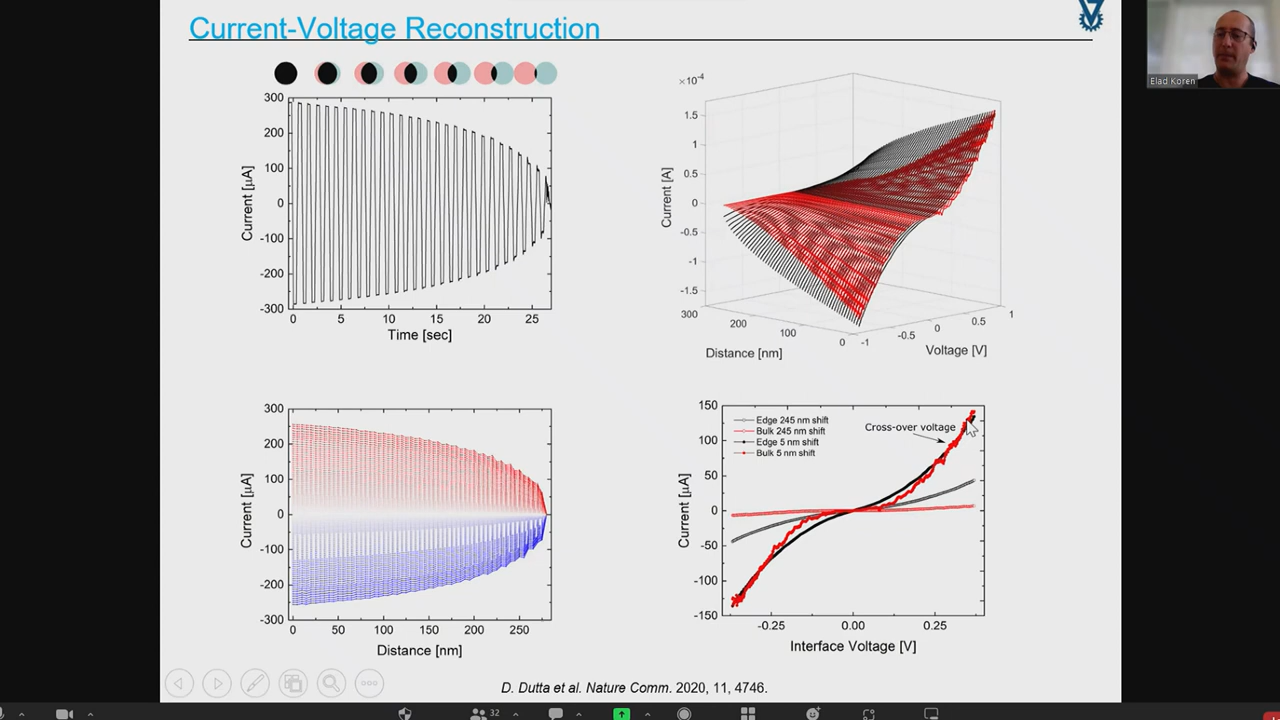 Current-Voltage Reconstruction
Elad Koren
300
200
100
0
-100
-200
-300
Current [µA]
0 5 10 15 20 25
Time [sec]
×10⁻⁴
1.5
1
0.5
0
-0.5
-1
-1.5
Current [A]
300 200 100 0
Distance [nm]
-1 -0.5 0 0.5 1
Voltage [V]
300
200
100
0
-100
-200
-300
Current [µA]
0 50 100 150 200 250
Distance [nm]
150
100
50
0
-50
-100
-150
Current [µA]
Edge 245 nm shift
Bulk 245 nm shift
Edge 5 nm shift
Bulk 5 nm shift
Cross-over voltage
-0.25 0.00 0.25
Interface Voltage [V]
D. Dutta et al. Nature Comm. 2020, 11, 4746.
32